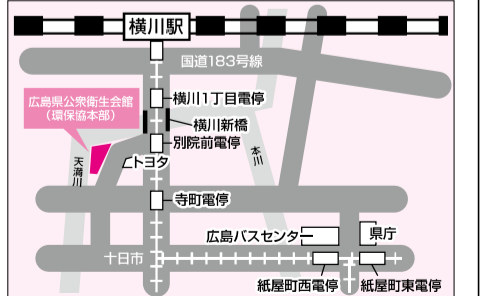 横川駅
国道183号線
広島県公衆衛生会館
（環保協本部）
横川1丁目電停
横川新橋
別院前電停
天満川
本川
トヨタ
寺町電停
広島バスセンター
県庁
十日市
紙屋町西電停
紙屋町東電停